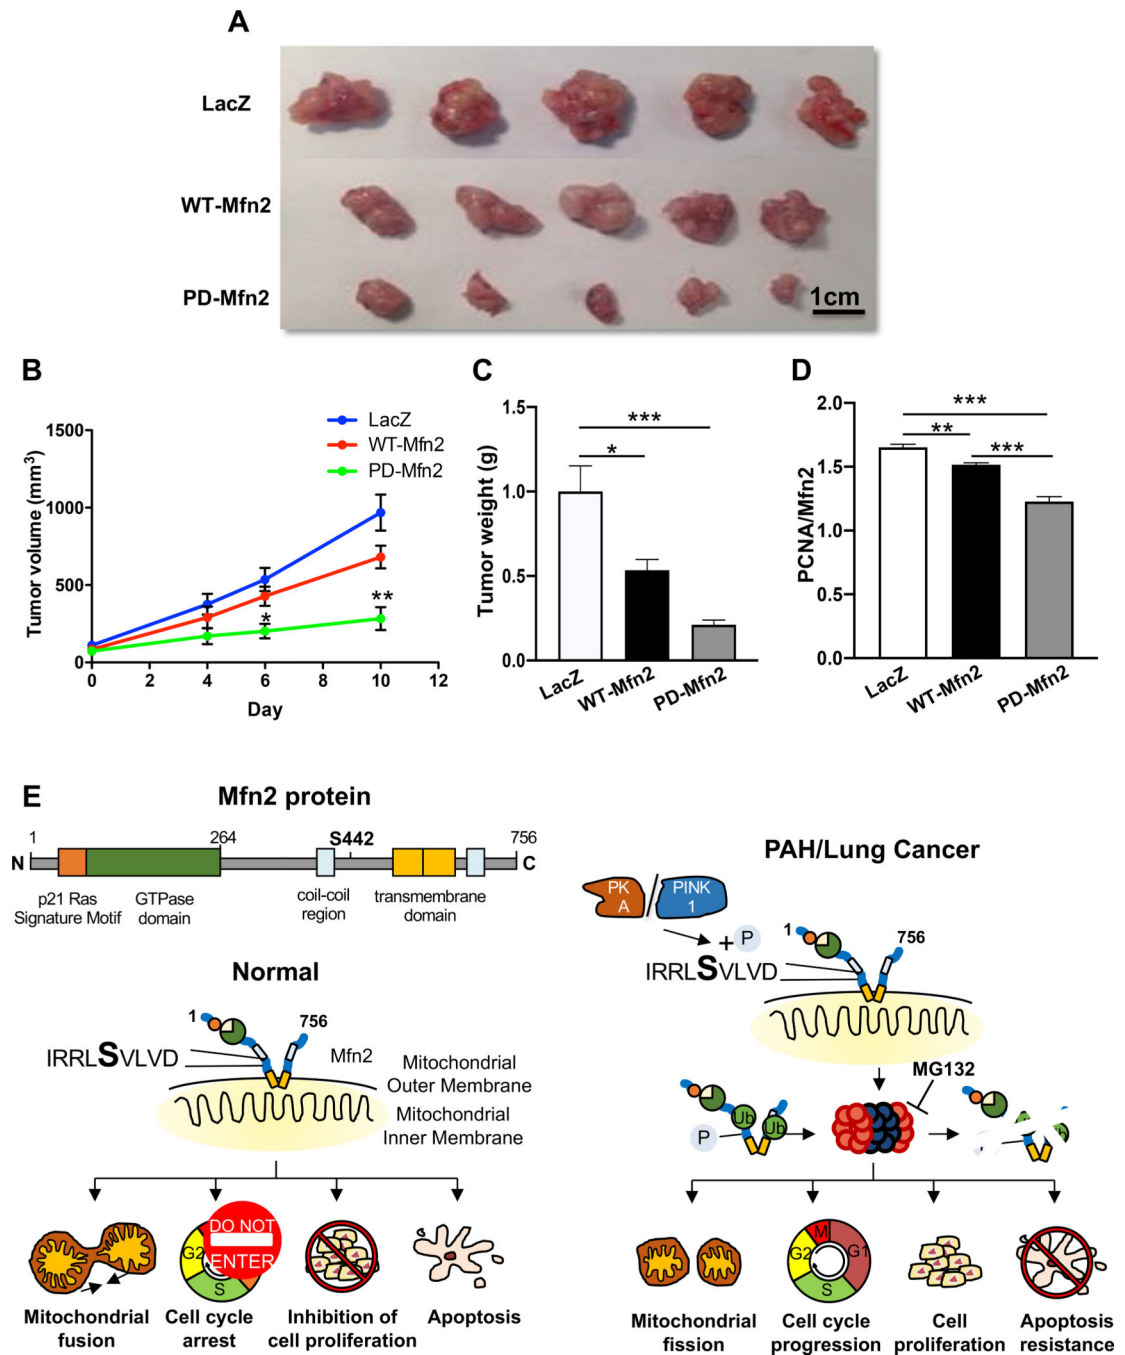 A
LacZ
WT-Mfn2
PD-Mfn2
1cm
B
Tumor volume (mm³)
1500
1000
500
0
0 2 4 6 8 10 12
Day
LacZ
WT-Mfn2
PD-Mfn2
*
**
C
Tumor weight (g)
1.5
1.0
0.5
0.0
***
*
LacZ
WT-Mfn2
PD-Mfn2
D
PCNA/Mfn2
2.0
1.5
1.0
0.5
0.0
***
**
***
LacZ
WT-Mfn2
PD-Mfn2
E
Mfn2 protein
1 264 S442 756
N C
p21 Ras
Signature Motif
GTPase
domain
coil-coil
region
transmembrane
domain
Normal
1
756
IRRLSVLVD
Mfn2
Mitochondrial
Outer Membrane
Mitochondrial
Inner Membrane
G2
S
DO NOT
ENTER
Mitochondrial
fusion
Cell cycle
arrest
Inhibition of
cell proliferation
Apoptosis
PAH/Lung Cancer
PK
A
PINK
1
+ P
1
756
IRRLSVLVD
MG132
P
Ub
Ub
b
M
G2
G1
S
Mitochondrial
fission
Cell cycle
progression
Cell
proliferation
Apoptosis
resistance